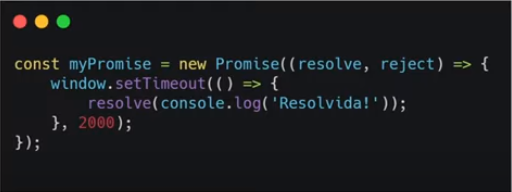 const myPromise = new Promise((resolve, reject) => {
    window.setTimeout(() => {
        resolve(console.log('Resolvida!'));
    }, 2000);
});